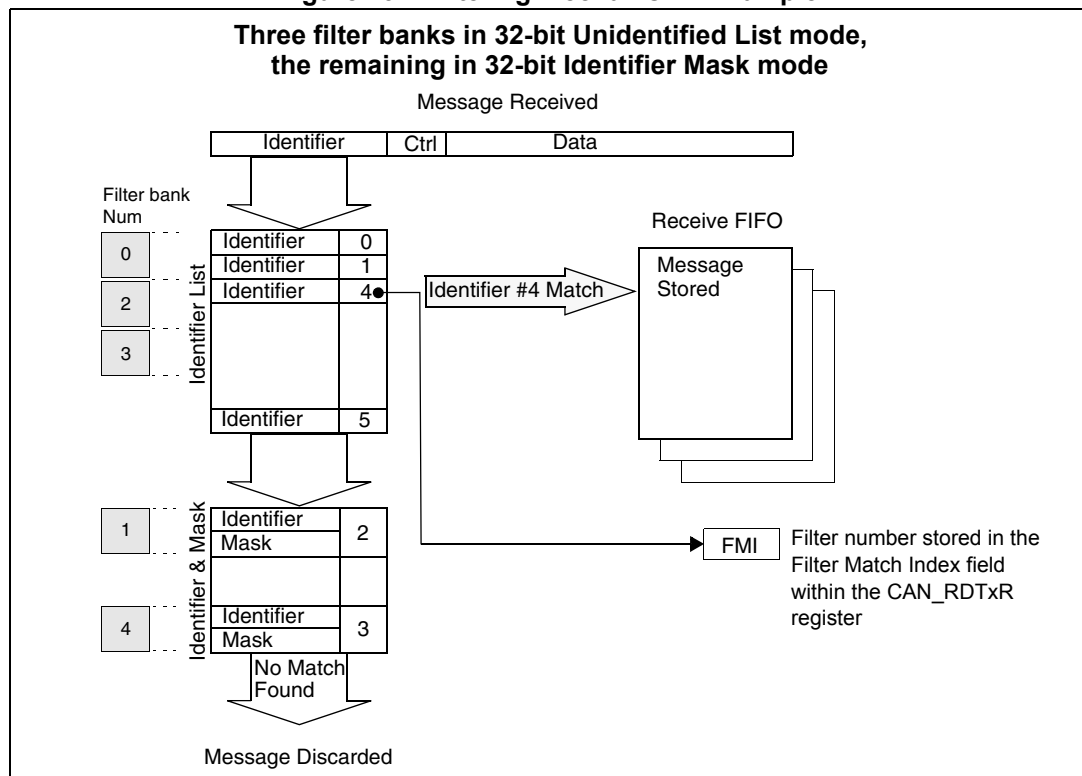 Three filter banks in 32-bit Unidentified List mode,
the remaining in 32-bit Identifier Mask mode
Message Received
Identifier Ctrl Data
Filter bank
Num
Receive FIFO
0
2
3
Identifier List
Identifier 0
Identifier 1
Identifier 4
Identifier 5
Identifier #4 Match
Message
Stored
1
4
Identifier & Mask
Identifier
Mask
2
Identifier
Mask
3
FMI
Filter number stored in the
Filter Match Index field
within the CAN_RDTxR
register
No Match
Found
Message Discarded